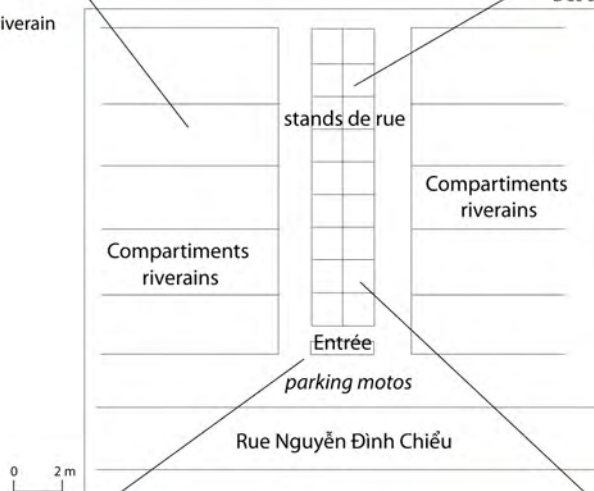 iverain
stands de rue
Compartiments
riverains
Compartiments
riverains
Entrée
parking motos
Rue Nguyễn Đình Chiểu
0 2 m